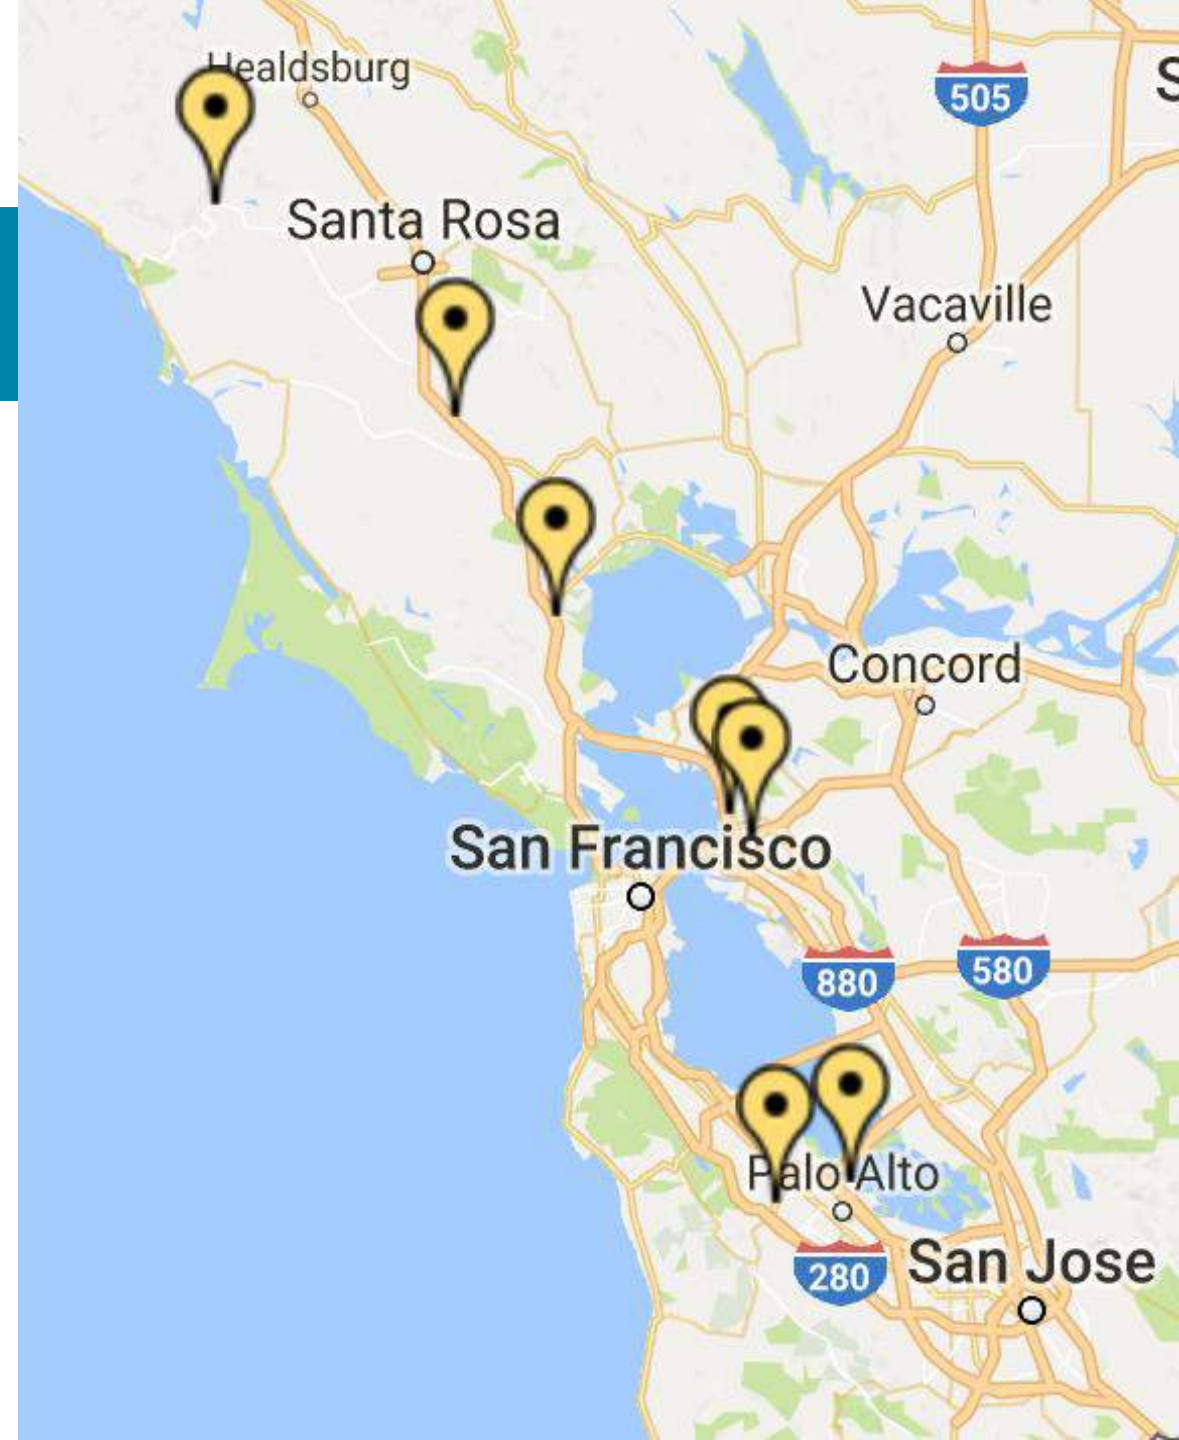 Healdsburg
505
S
Santa Rosa
Vacaville
Concord
San Francisco
880
580
Palo Alto
280
San Jose